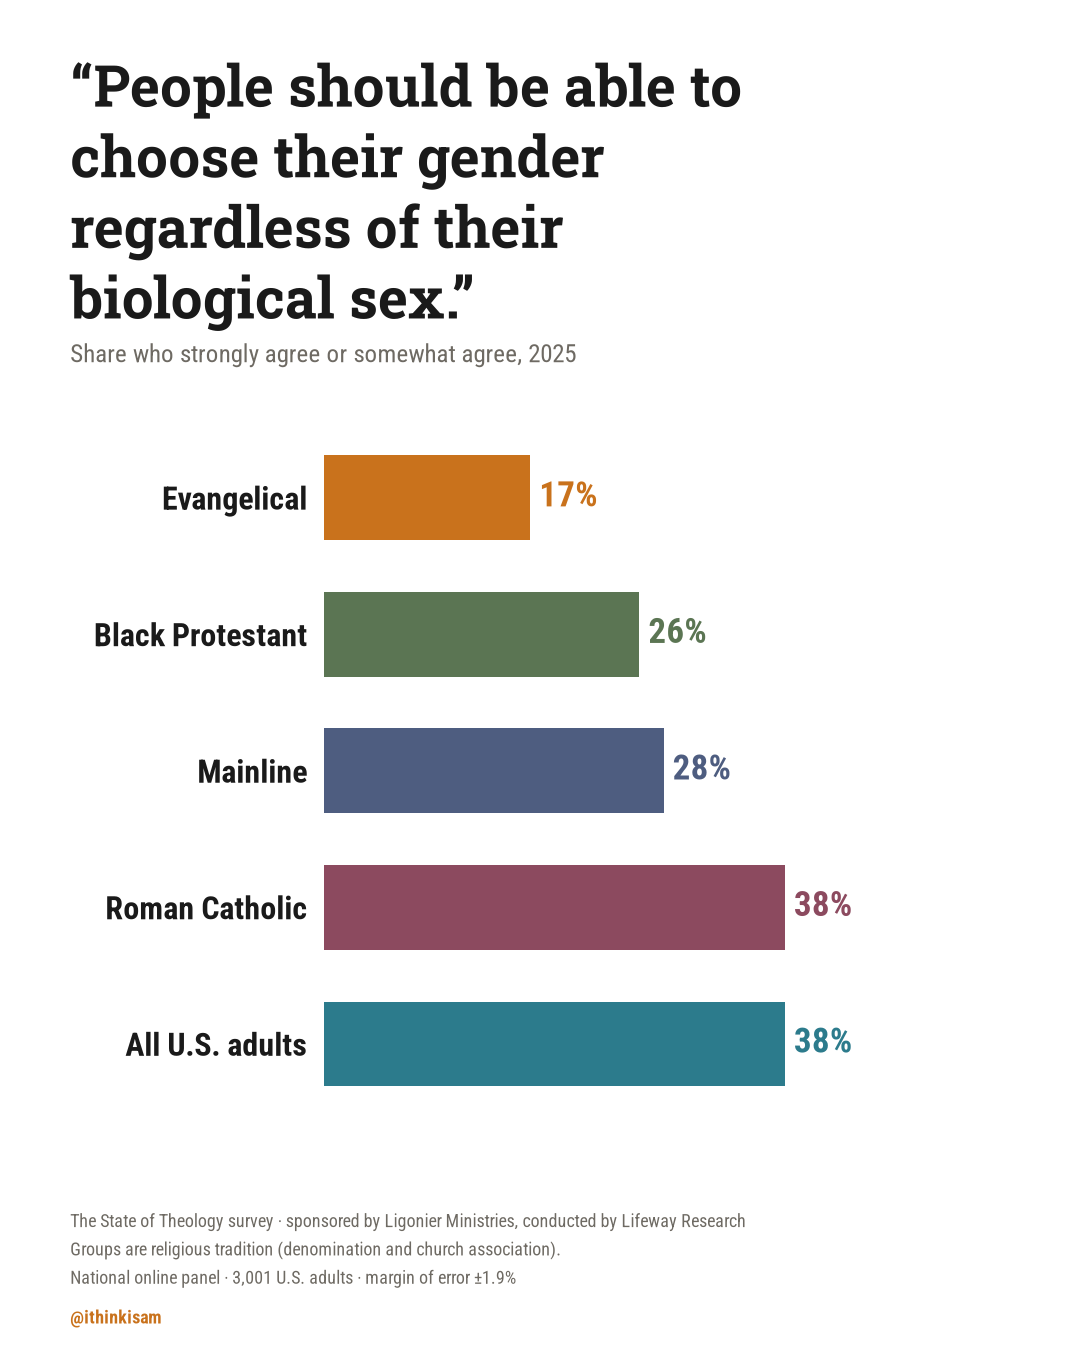 “People should be able to
choose their gender
regardless of their
biological sex.”
Share who strongly agree or somewhat agree, 2025
Evangelical 17%
Black Protestant 26%
Mainline 28%
Roman Catholic 38%
All U.S. adults 38%
The State of Theology survey · sponsored by Ligonier Ministries, conducted by Lifeway Research
Groups are religious tradition (denomination and church association).
National online panel · 3,001 U.S. adults · margin of error ±1.9%
@ithinkisam